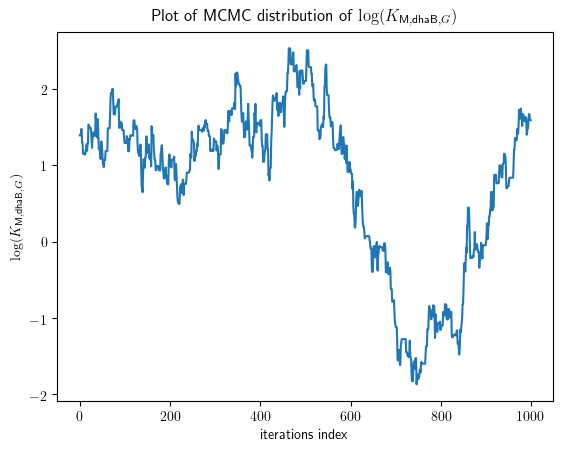 Plot of MCMC distribution of log(K_{M,dhaB,G})
log(K_{M,dhaB,G})
2
1
0
−1
−2
0 200 400 600 800 1000
iterations index